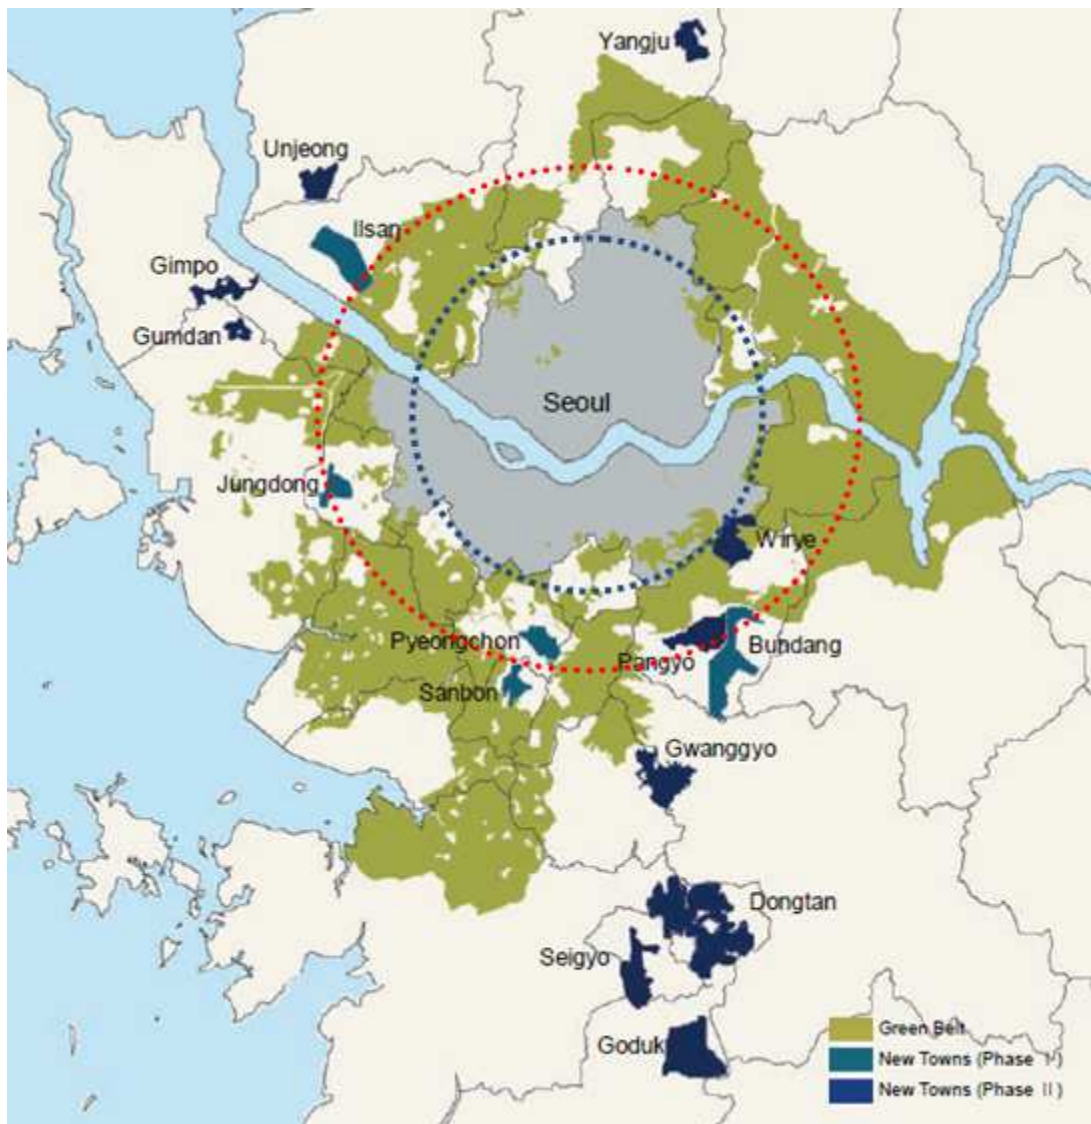 Yangju
Unjeong
Ilsan
Gimpo
Gumdan
Seoul
Jungdong
Wirye
Pyeongchon
Bundang
Pangyo
Sanbon
Gwanggyo
Dongtan
Seigyo
Goduk
Green Belt
New Towns (Phase Ⅰ)
New Towns (Phase Ⅱ)